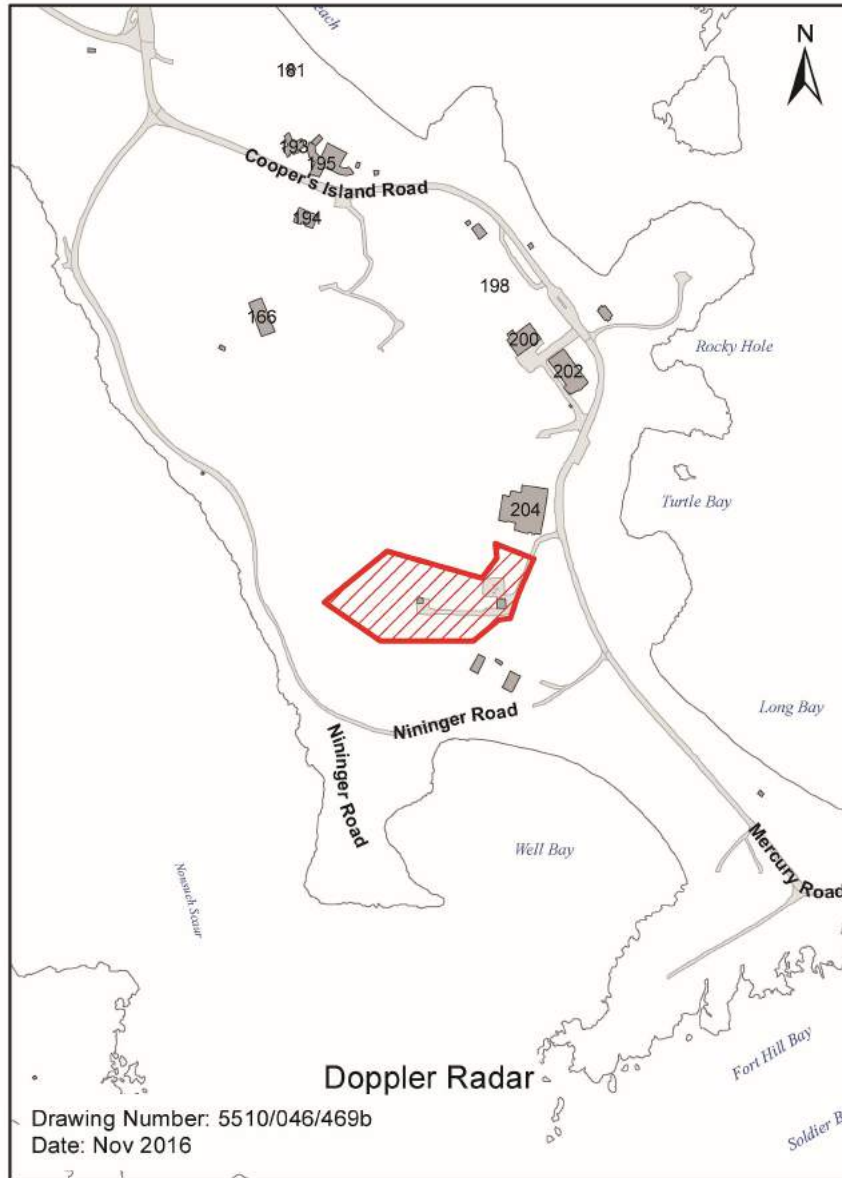 N
181
193
195
Cooper's Island Road
194
198
166
200
Rocky Hole
202
Turtle Bay
204
Long Bay
Nininger Road
Nininger Road
Well Bay
Mercury Road
Nonsuch Scaur
Fort Hill Bay
Doppler Radar
Soldier B
Drawing Number: 5510/046/469b
Date: Nov 2016